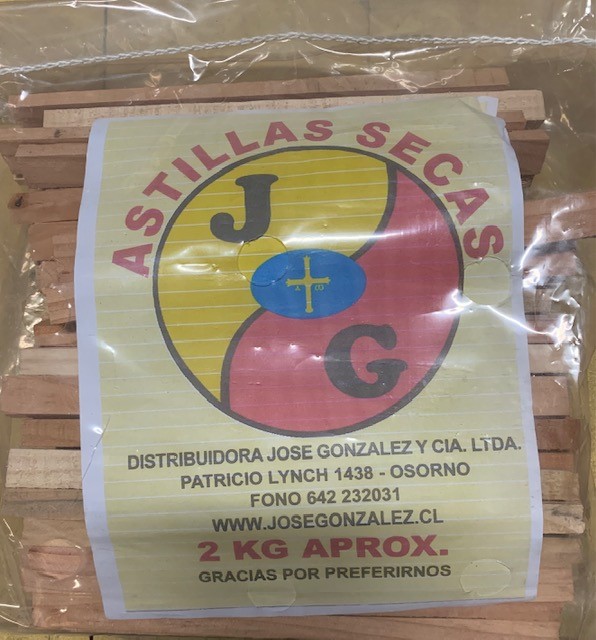 ASTILLAS SECAS
J
G
DISTRIBUIDORA JOSE GONZALEZ Y CIA. LTDA.
PATRICIO LYNCH 1438 - OSORNO
FONO 642 232031
WWW.JOSEGONZALEZ.CL
2 KG APROX.
GRACIAS POR PREFERIRNOS